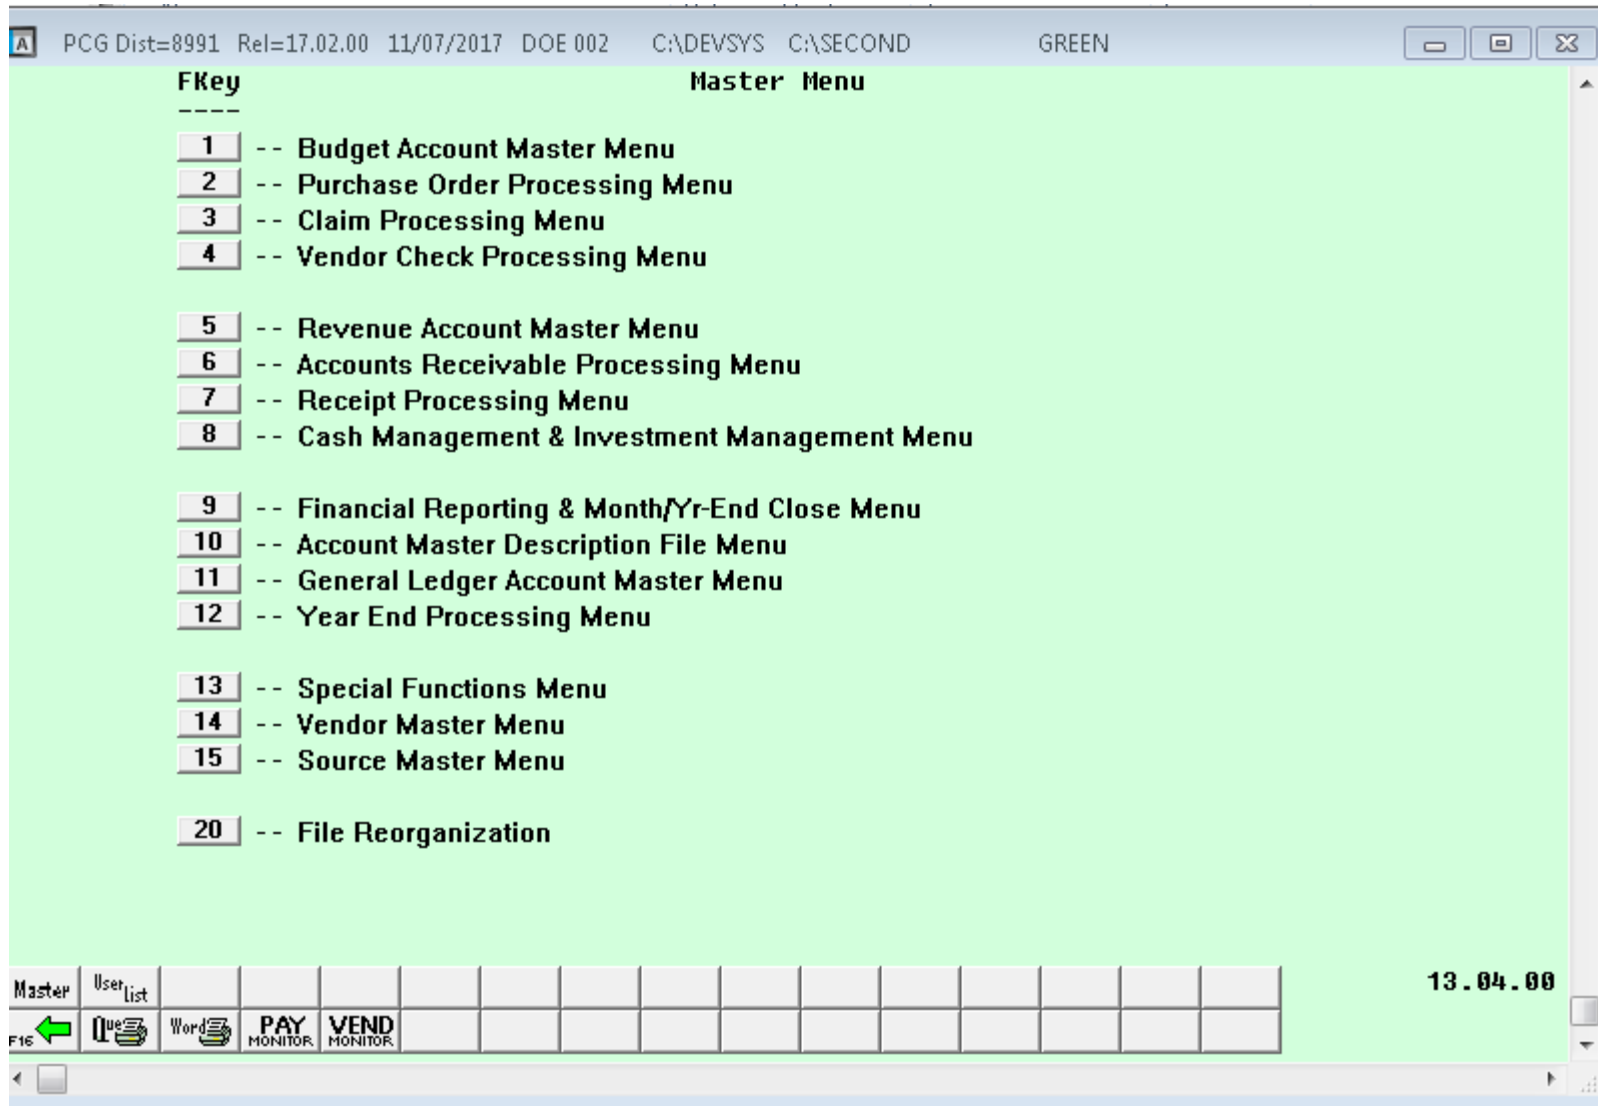 A PCG Dist=8991 Rel=17.02.00 11/07/2017 DOE 002 C:\DEVSYS C:\SECOND GREEN
FKey Master Menu
----
1 -- Budget Account Master Menu
2 -- Purchase Order Processing Menu
3 -- Claim Processing Menu
4 -- Vendor Check Processing Menu
5 -- Revenue Account Master Menu
6 -- Accounts Receivable Processing Menu
7 -- Receipt Processing Menu
8 -- Cash Management & Investment Management Menu
9 -- Financial Reporting & Month/Yr-End Close Menu
10 -- Account Master Description File Menu
11 -- General Ledger Account Master Menu
12 -- Year End Processing Menu
13 -- Special Functions Menu
14 -- Vendor Master Menu
15 -- Source Master Menu
20 -- File Reorganization
Master User List 13.04.00
F16 Que Word PAY MONITOR VEND MONITOR